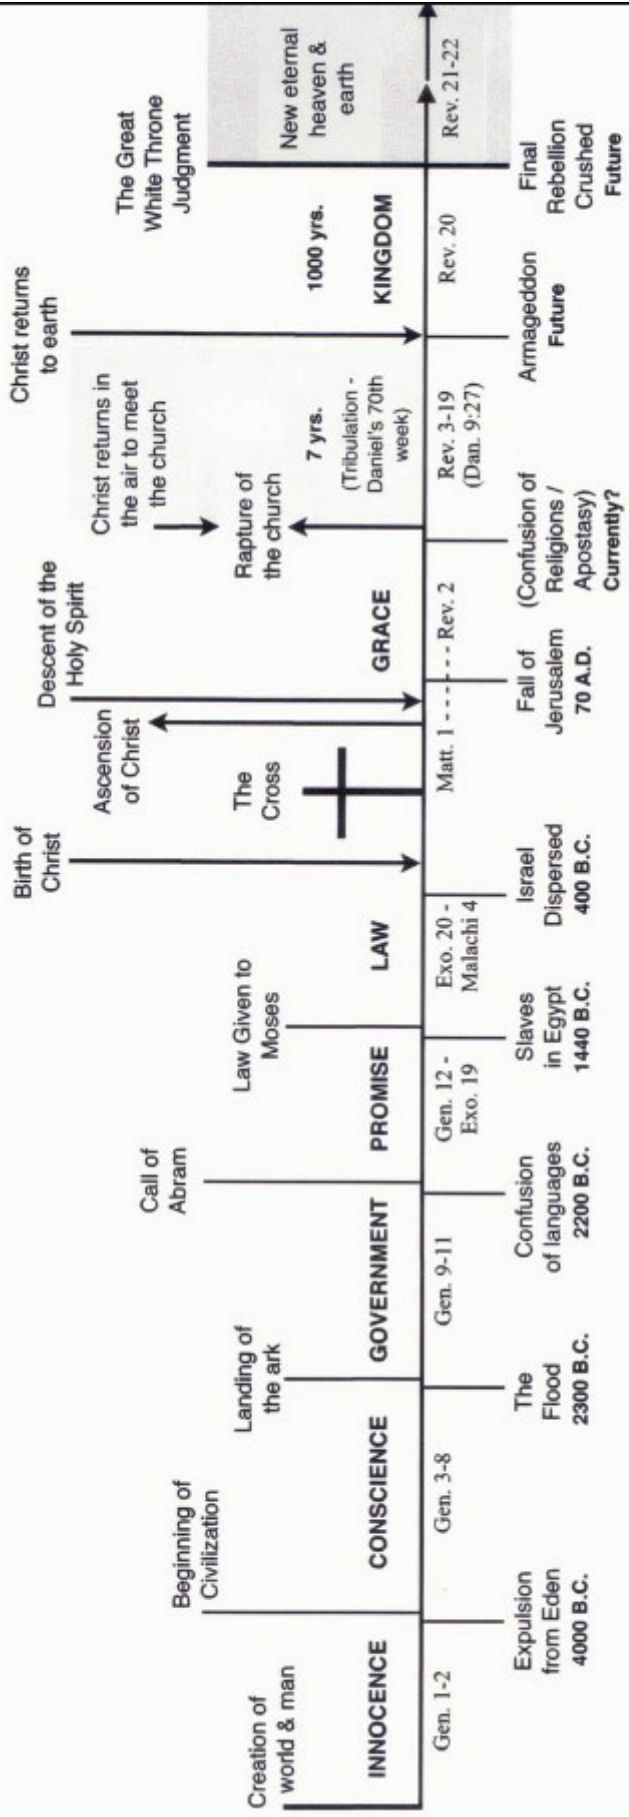 Creation of
world & man
INNOCENCE
Gen. 1-2
Expulsion
from Eden
4000 B.C.
Beginning of
Civilization
CONSCIENCE
Gen. 3-8
The
Flood
2300 B.C.
Landing of
the ark
GOVERNMENT
Gen. 9-11
Confusion
of languages
2200 B.C.
Call of
Abram
PROMISE
Gen. 12 -
Exo. 19
Slaves
in Egypt
1440 B.C.
Law Given to
Moses
LAW
Exo. 20 -
Malachi 4
Israel
Dispersed
400 B.C.
Birth of
Christ
The
Cross
Ascension
of Christ
Descent of the
Holy Spirit
GRACE
Matt. 1 ------- Rev. 2
Fall of
Jerusalem
70 A.D.
Christ returns in
the air to meet
the church
Rapture of
the church
(Confusion of
Religions /
Apostasy)
Currently?
7 yrs.
(Tribulation -
Daniel's 70th
week)
Rev. 3-19
(Dan. 9:27)
Christ returns
to earth
Armageddon
Future
1000 yrs.
KINGDOM
Rev. 20
The Great
White Throne
Judgment
Final
Rebellion
Crushed
Future
New eternal
heaven &
earth
Rev. 21-22